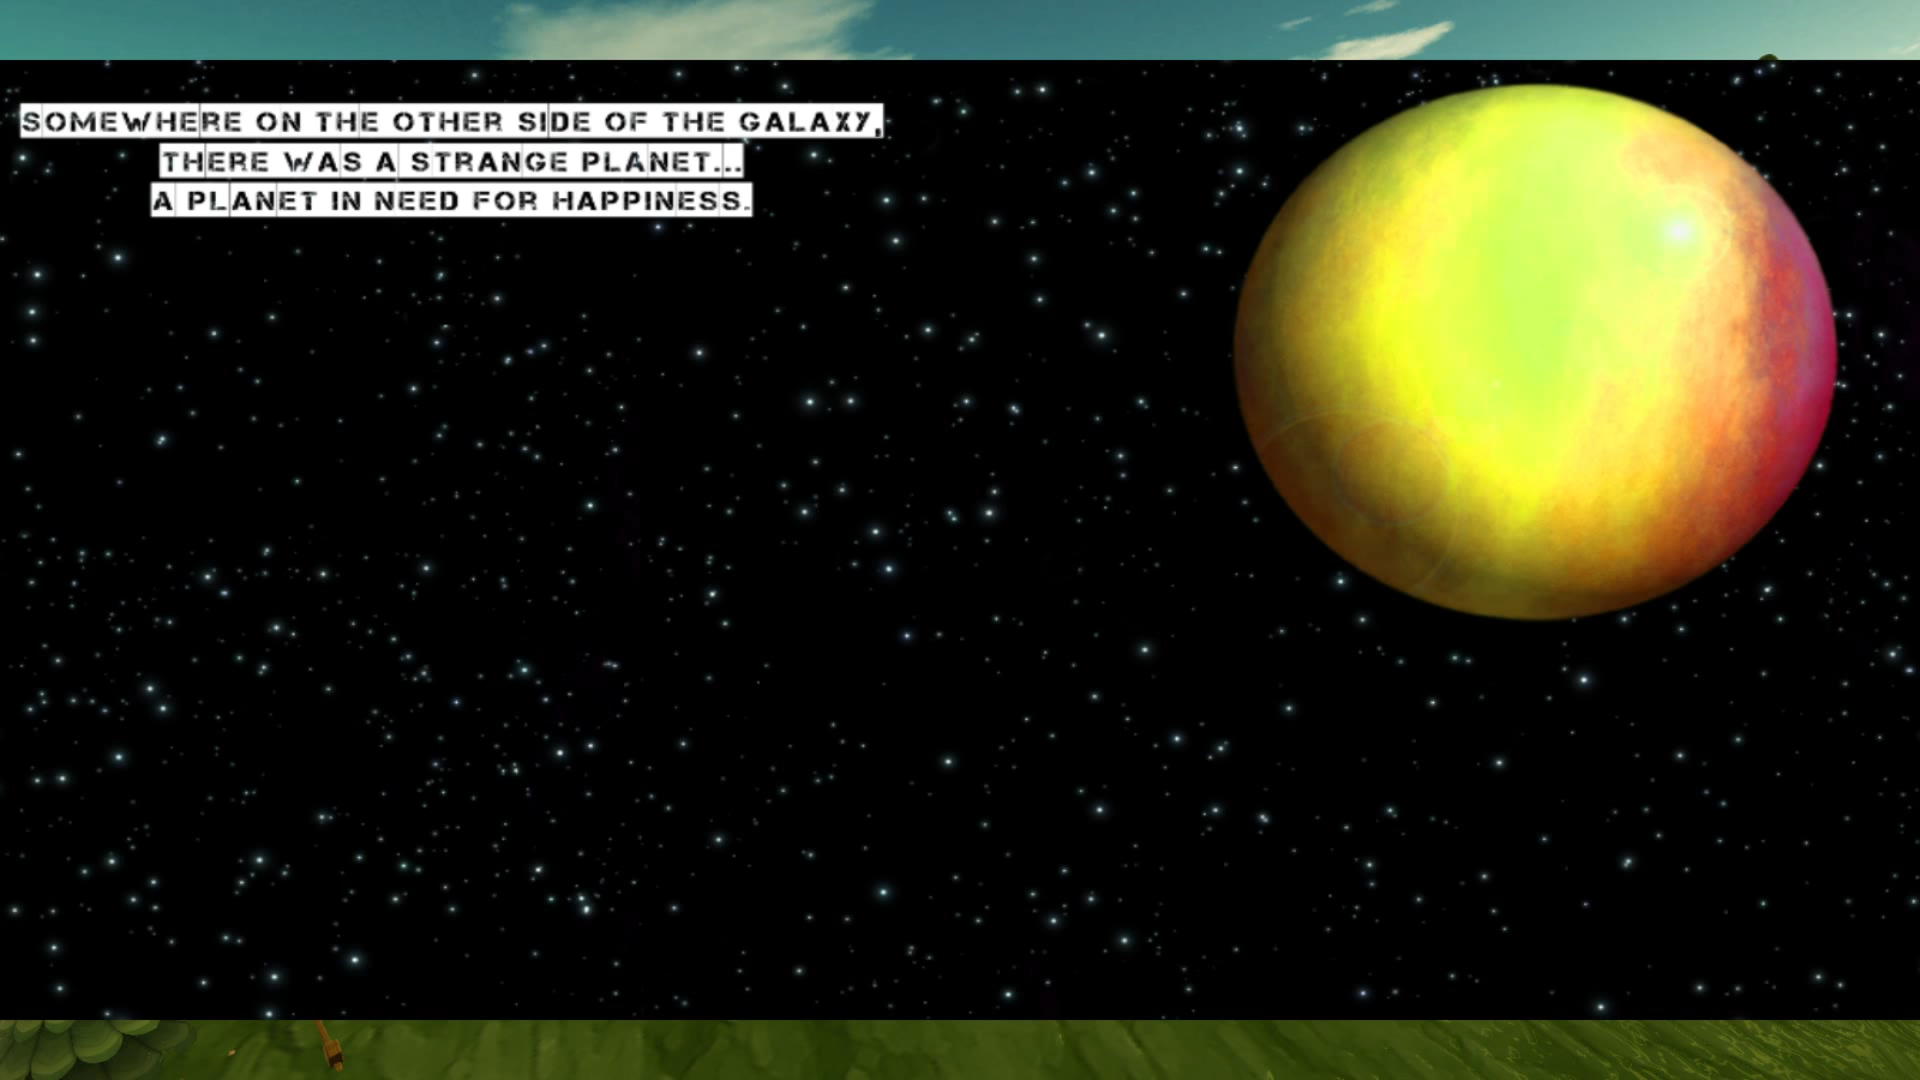 SOMEWHERE ON THE OTHER SIDE OF THE GALAXY,
THERE WAS A STRANGE PLANET...
A PLANET IN NEED FOR HAPPINESS.